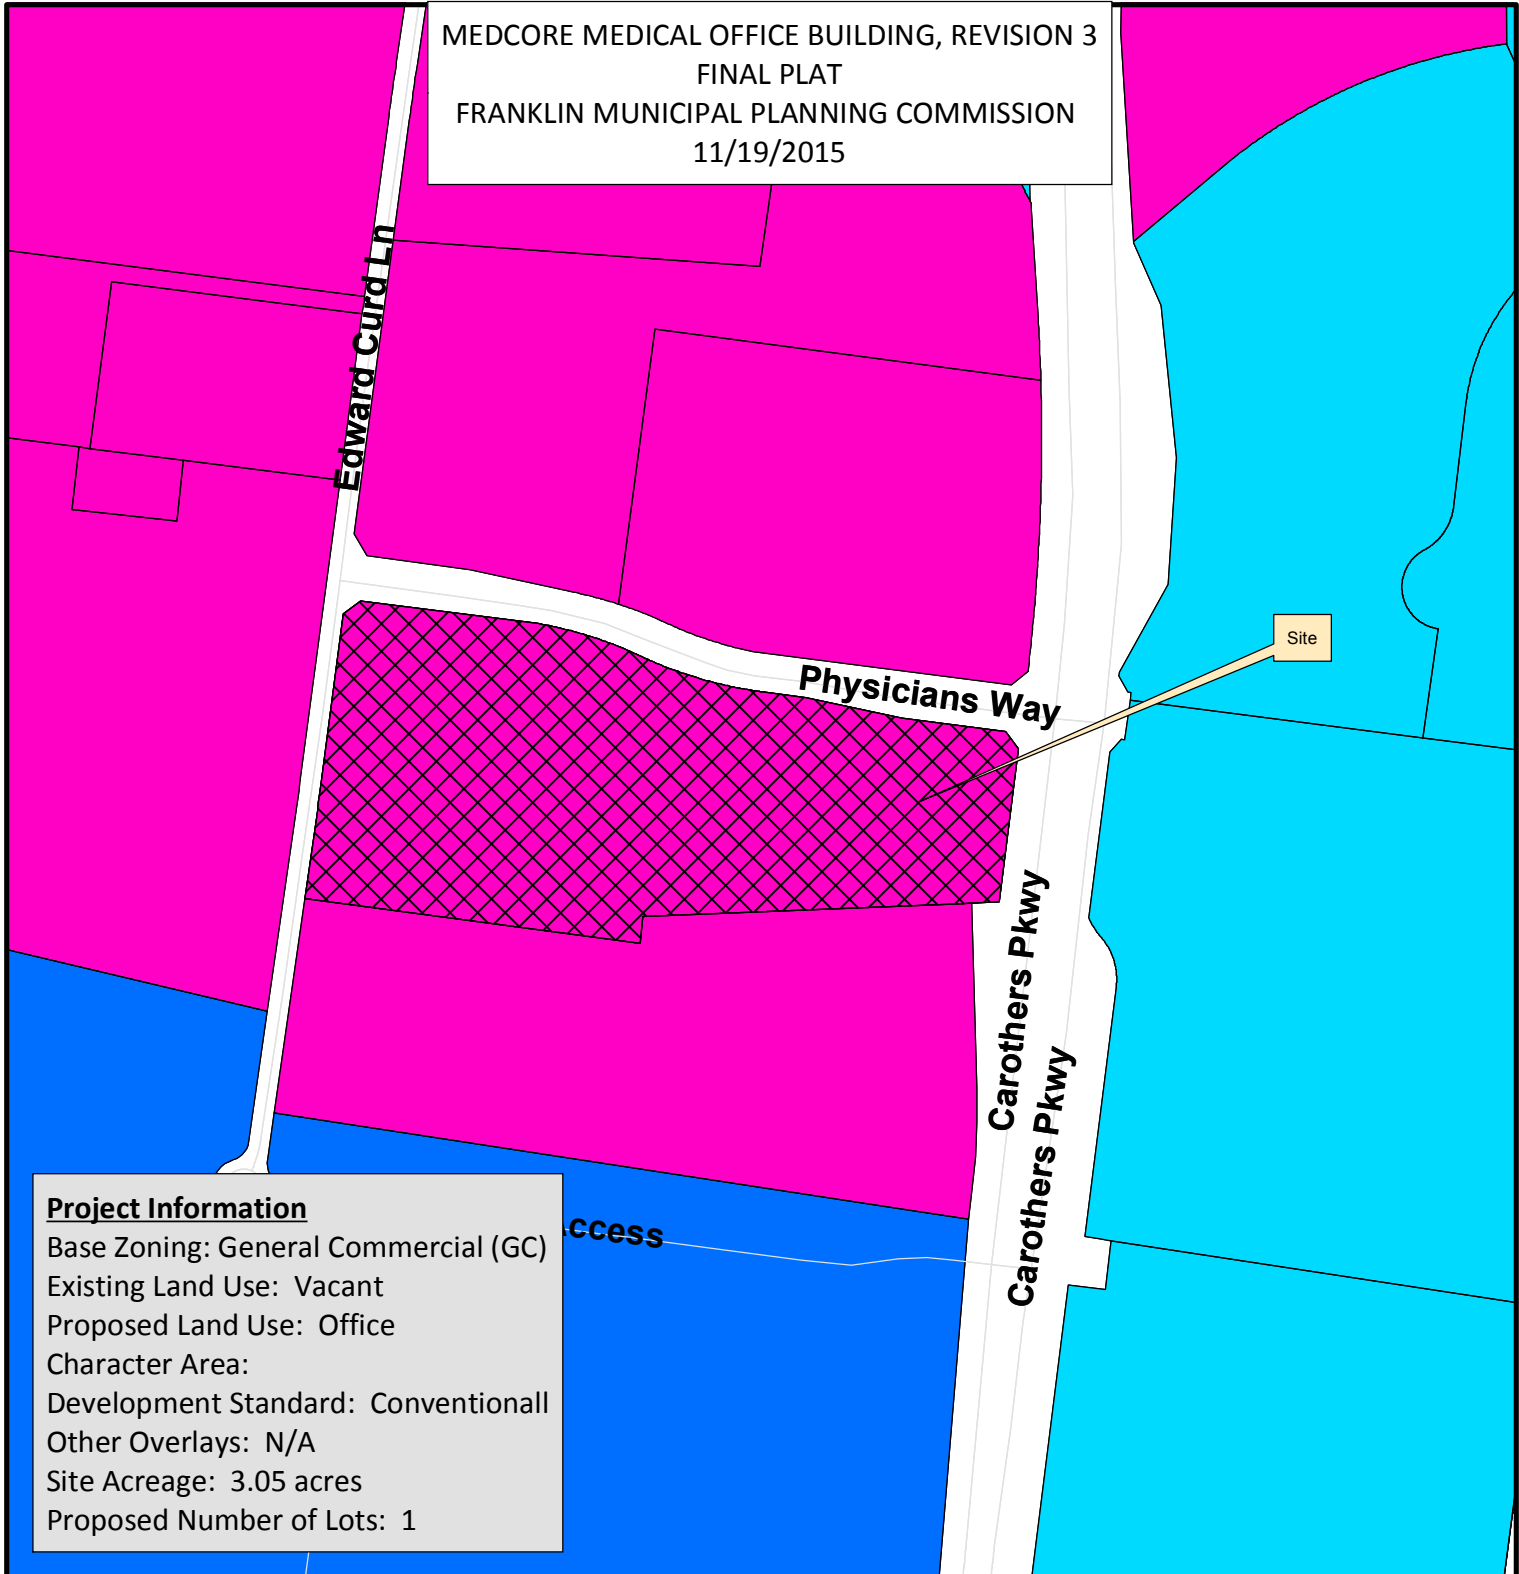 MEDCORE MEDICAL OFFICE BUILDING, REVISION 3
FINAL PLAT
FRANKLIN MUNICIPAL PLANNING COMMISSION
11/19/2015
Edward Curd Ln
Site
Physicians Way
Carothers Pkwy
Carothers Pkwy
Access
Project Information
Base Zoning: General Commercial (GC)
Existing Land Use: Vacant
Proposed Land Use: Office
Character Area:
Development Standard: Conventionall
Other Overlays: N/A
Site Acreage: 3.05 acres
Proposed Number of Lots: 1